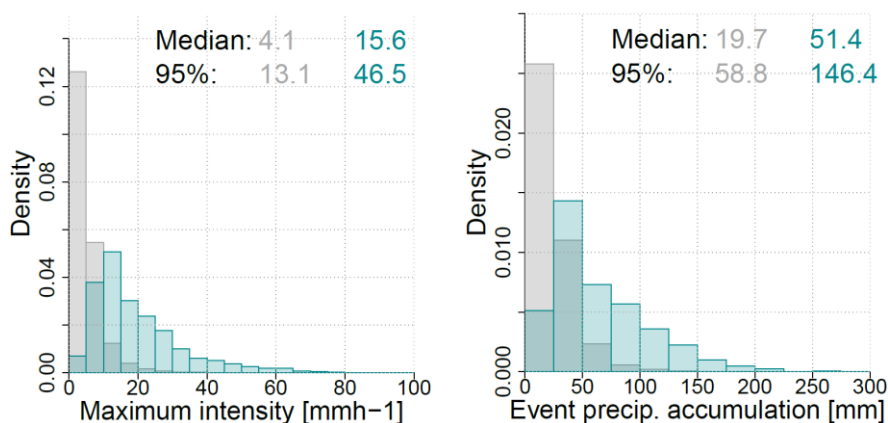 Median: 4.1 15.6
95%: 13.1 46.5
Density
0.00 0.04 0.08 0.12
0 20 40 60 80 100
Maximum intensity [mmh−1]
Median: 19.7 51.4
95%: 58.8 146.4
Density
0.000 0.010 0.020
0 50 100 150 200 250 300
Event precip. accumulation [mm]